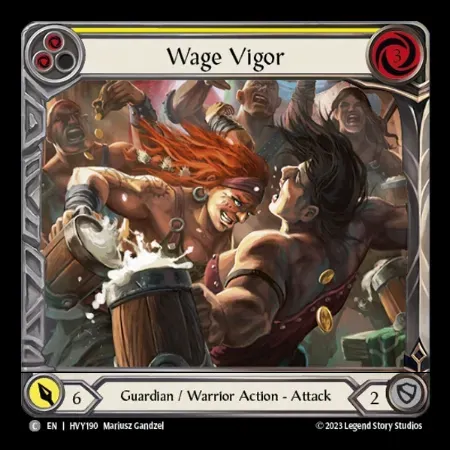 Wage Vigor
3
6
Guardian / Warrior Action - Attack
2
C EN | HVY190 Mariusz Gandzel
©2023 Legend Story Studios